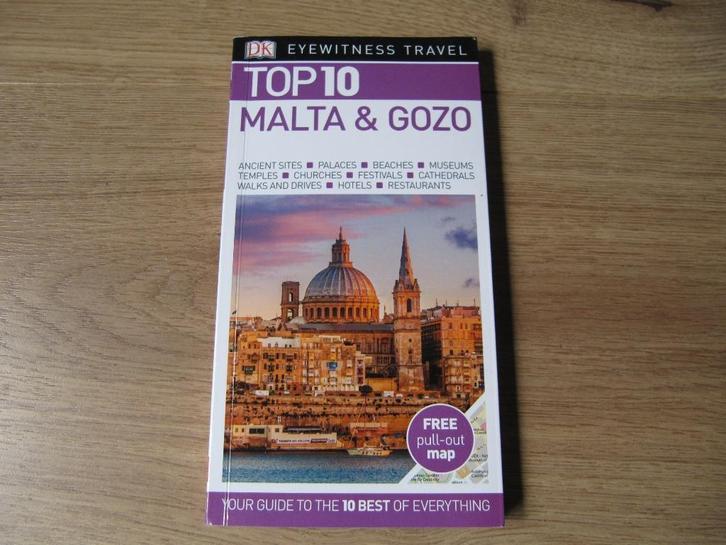 DK EYEWITNESS TRAVEL
TOP 10
MALTA & GOZO
ANCIENT SITES ■ PALACES ■ BEACHES ■ MUSEUMS
TEMPLES ■ CHURCHES ■ FESTIVALS ■ CATHEDRALS
WALKS AND DRIVES ■ HOTELS ■ RESTAURANTS
FREE
pull-out
map
YOUR GUIDE TO THE 10 BEST OF EVERYTHING